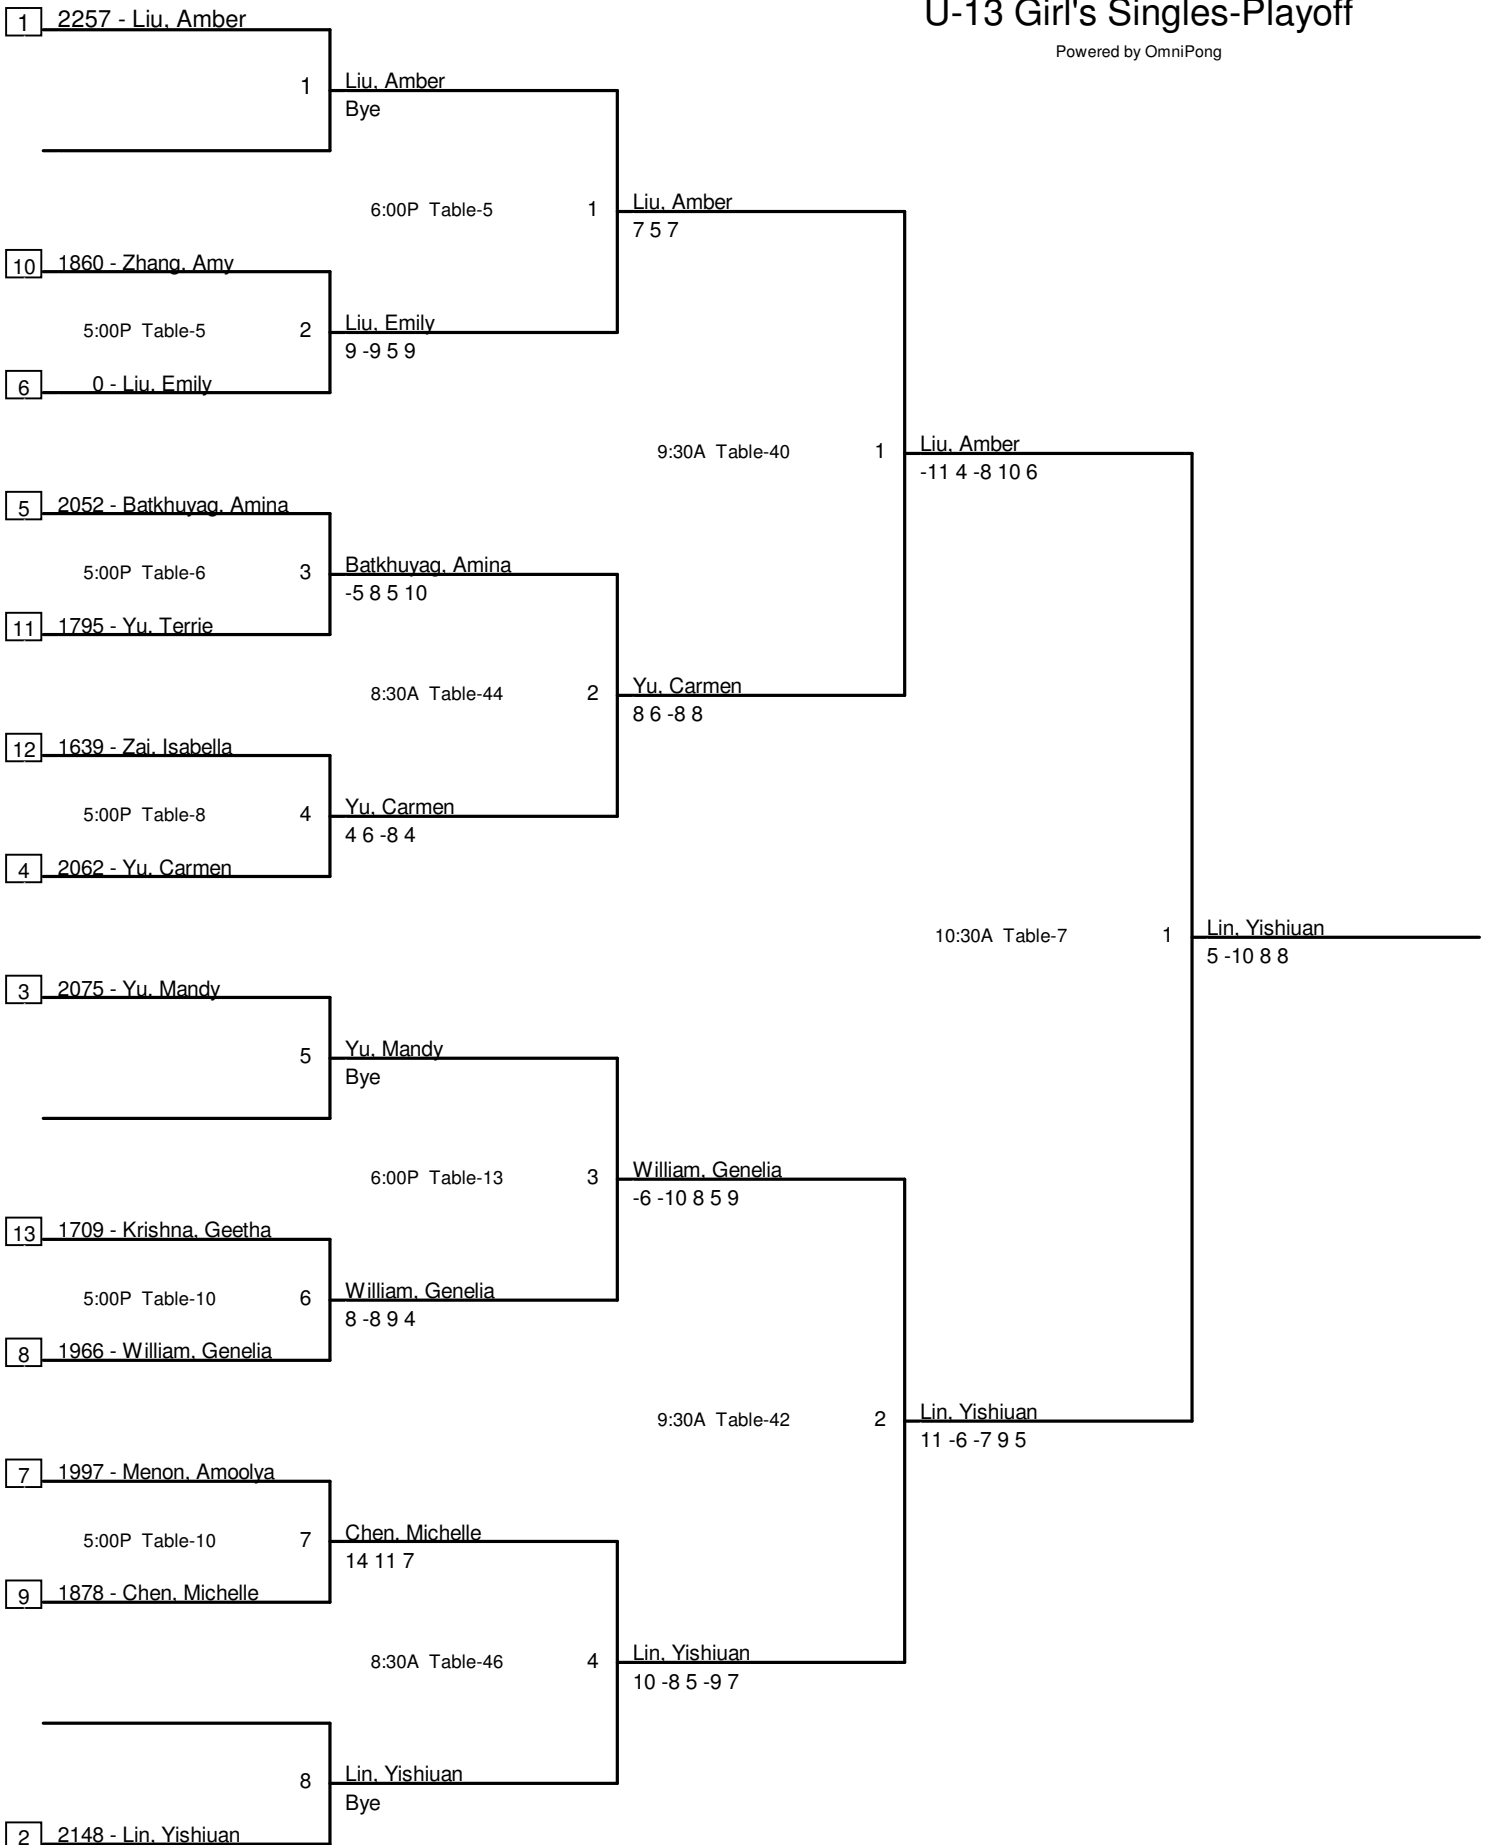 U-13 Girl's Singles-Playoff
Powered by OmniPong
1 2257 - Liu, Amber
1 Liu, Amber
Bye
6:00P Table-5 1 Liu, Amber
7 5 7
10 1860 - Zhang, Amy
5:00P Table-5 2 Liu, Emily
9 -9 5 9
6 0 - Liu, Emily
9:30A Table-40 1 Liu, Amber
-11 4 -8 10 6
5 2052 - Batkhuyag, Amina
5:00P Table-6 3 Batkhuyag, Amina
-5 8 5 10
11 1795 - Yu, Terrie
8:30A Table-44 2 Yu, Carmen
8 6 -8 8
12 1639 - Zai, Isabella
5:00P Table-8 4 Yu, Carmen
4 6 -8 4
4 2062 - Yu, Carmen
10:30A Table-7 1 Lin, Yishiuan
5 -10 8 8
3 2075 - Yu, Mandy
5 Yu, Mandy
Bye
6:00P Table-13 3 William, Genelia
-6 -10 8 5 9
13 1709 - Krishna, Geetha
5:00P Table-10 6 William, Genelia
8 -8 9 4
8 1966 - William, Genelia
9:30A Table-42 2 Lin, Yishiuan
11 -6 -7 9 5
7 1997 - Menon, Amoolya
5:00P Table-10 7 Chen, Michelle
14 11 7
9 1878 - Chen, Michelle
8:30A Table-46 4 Lin, Yishiuan
10 -8 5 -9 7
8 Lin, Yishiuan
Bye
2 2148 - Lin, Yishiuan